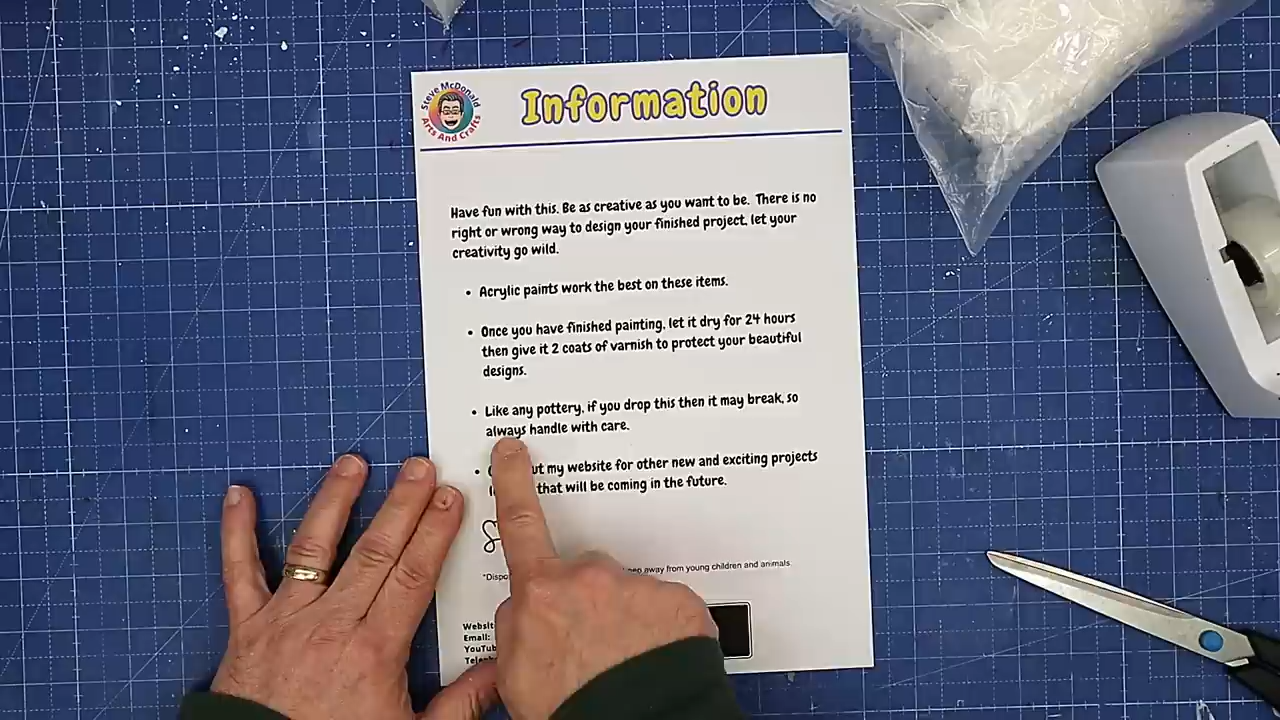 Steve McDonald
Arts And Crafts
Information
Have fun with this. Be as creative as you want to be. There is no
right or wrong way to design your finished project, let your
creativity go wild.
• Acrylic paints work the best on these items.
• Once you have finished painting, let it dry for 24 hours
then give it 2 coats of varnish to protect your beautiful
designs.
• Like any pottery, if you drop this then it may break, so
always handle with care.
• my website for other new and exciting projects
that will be coming in the future.
away from young children and animals.
Email: